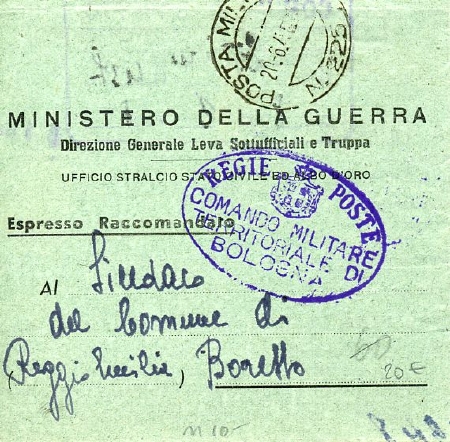 POSTA MILITARE N. 225
MINISTERO DELLA GUERRA
Direzione Generale Leva Sottufficiali e Truppa
UFFICIO STRALCIO STATO CIVILE ED ALBO D'ORO
REGIE POSTE
COMANDO MILITARE
TERRITORIALE DI
BOLOGNA
Espresso Raccomandato
Al Sindaco
del Comune di
Reggio Emilia, Boretto
20€